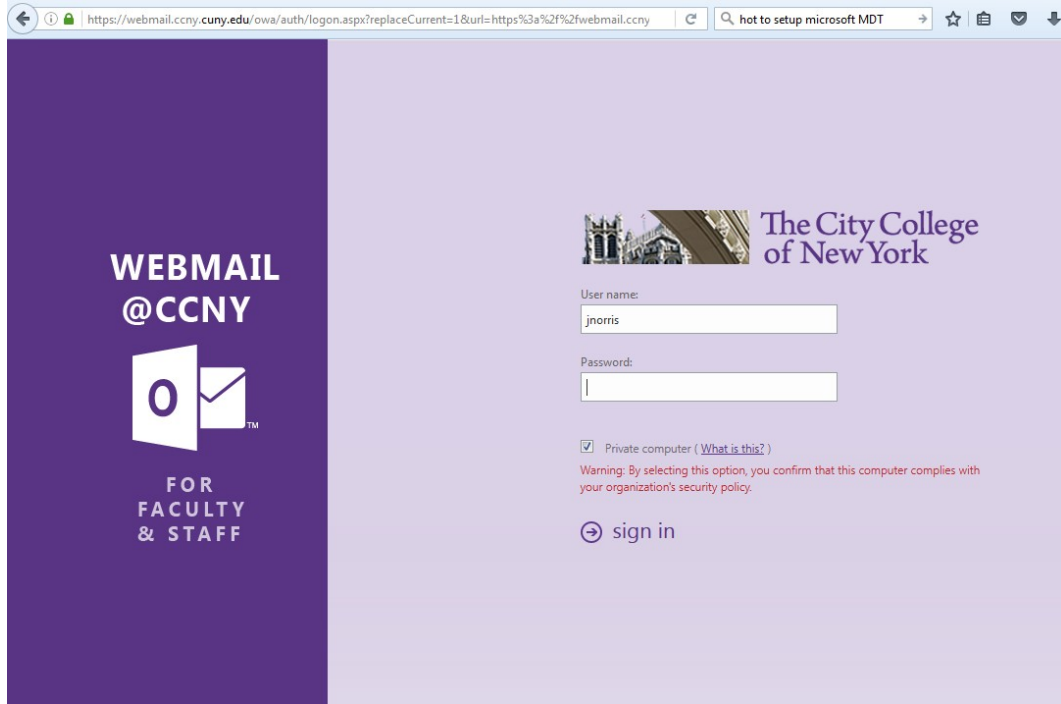 https://webmail.ccny.cuny.edu/owa/auth/logon.aspx?replaceCurrent=1&url=https%3a%2f%2fwebmail.ccny
hot to setup microsoft MDT
WEBMAIL
@CCNY
O
TM
FOR
FACULTY
& STAFF
The City College
of New York
User name:
jnorris
Password:
Private computer ( What is this? )
Warning: By selecting this option, you confirm that this computer complies with
your organization's security policy.
sign in